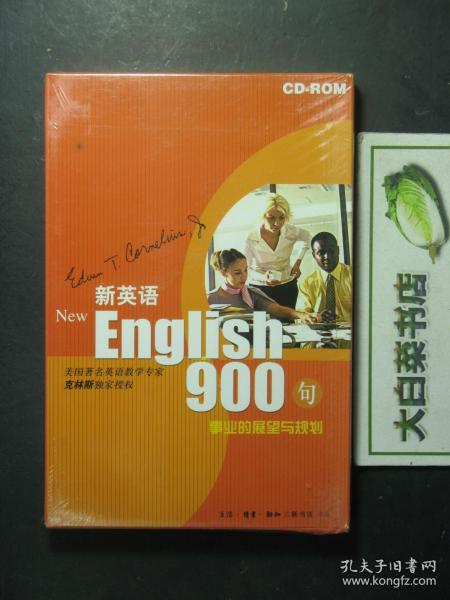 CD-ROM
Edwin T. Cornelius, Jr
新英语
New English
900句
美国著名英语教学专家
克林斯独家授权
事业的展望与规划
生活·读书·新知三联书店
大白菜书店
孔夫子旧书网
www.kongfz.com